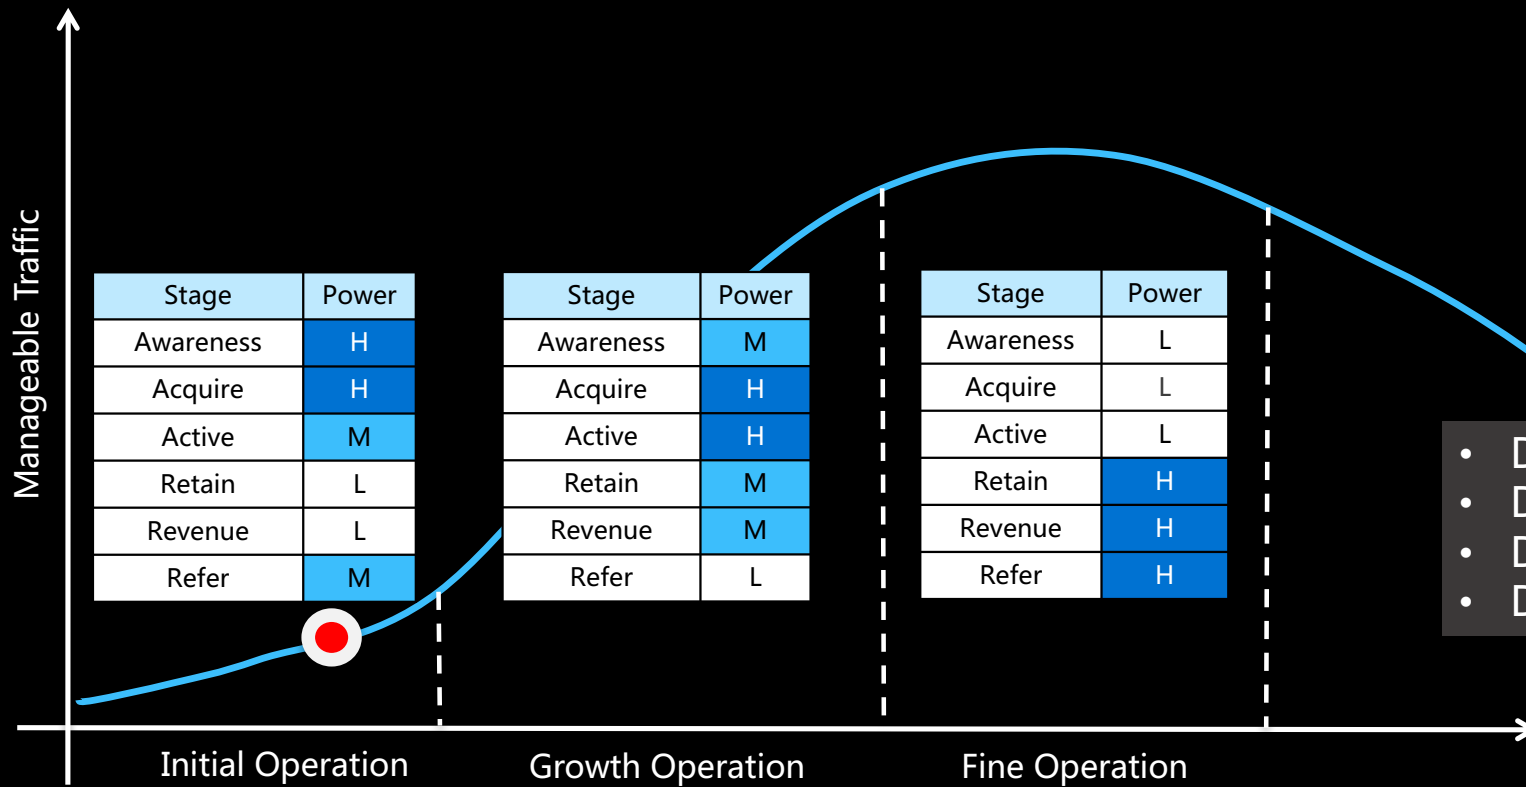 Manageable Traffic
Stage Power
Awareness H
Acquire H
Active M
Retain L
Revenue L
Refer M
Stage Power
Awareness M
Acquire H
Active H
Retain M
Revenue M
Refer L
Stage Power
Awareness L
Acquire L
Active L
Retain H
Revenue H
Refer H
Initial Operation
Growth Operation
Fine Operation